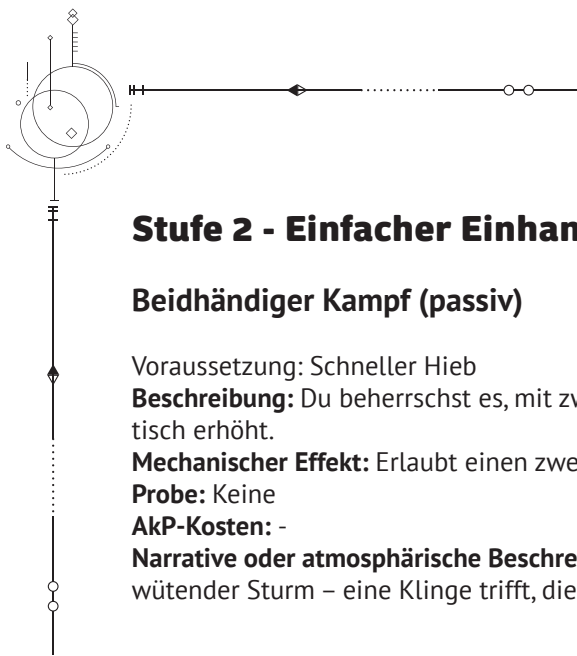 Stufe 2 - Einfacher Einhan
Beidhändiger Kampf (passiv)
Voraussetzung: Schneller Hieb
Beschreibung: Du beherrschst es, mit zw
tisch erhöht.
Mechanischer Effekt: Erlaubt einen zwe
Probe: Keine
AkP-Kosten: -
Narrative oder atmosphärische Beschre
wütender Sturm – eine Klinge trifft, die